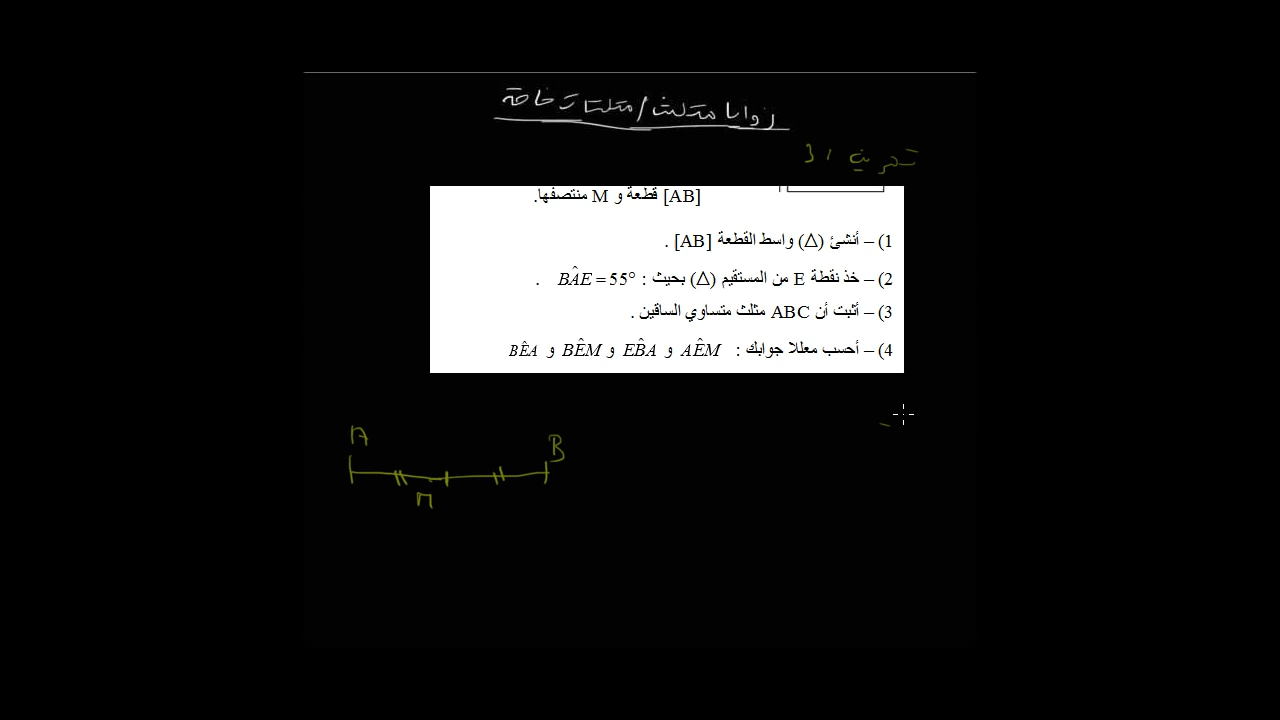 زوايا مثلث / مثلثات خاصة
تمرين 31
[AB] قطعة و M منتصفها.
1) – أنشئ (△) واسط القطعة [AB] .
2) – خذ نقطة E من المستقيم (△) بحيث : BÂE = 55° .
3) – أثبت أن ABC مثلث متساوي الساقين .
4) – أحسب معللا جوابك : AÊM و EB̂A و BÊM و BÊA
A
B
M